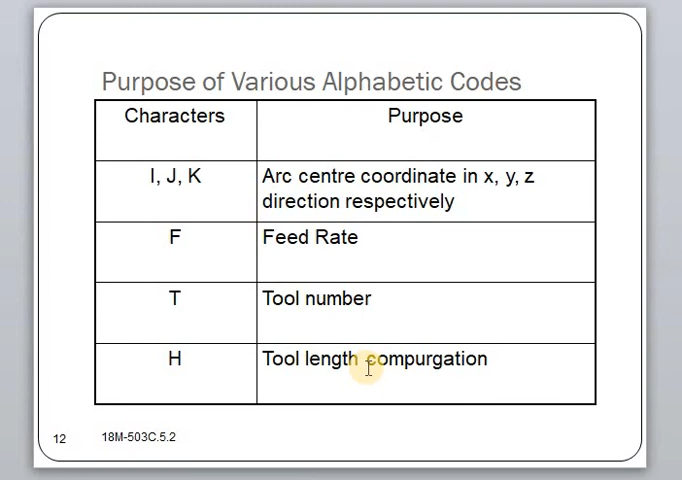 Purpose of Various Alphabetic Codes
Characters Purpose
I, J, K Arc centre coordinate in x, y, z
direction respectively
F Feed Rate
T Tool number
H Tool length compurgation
12 18M-503C.5.2